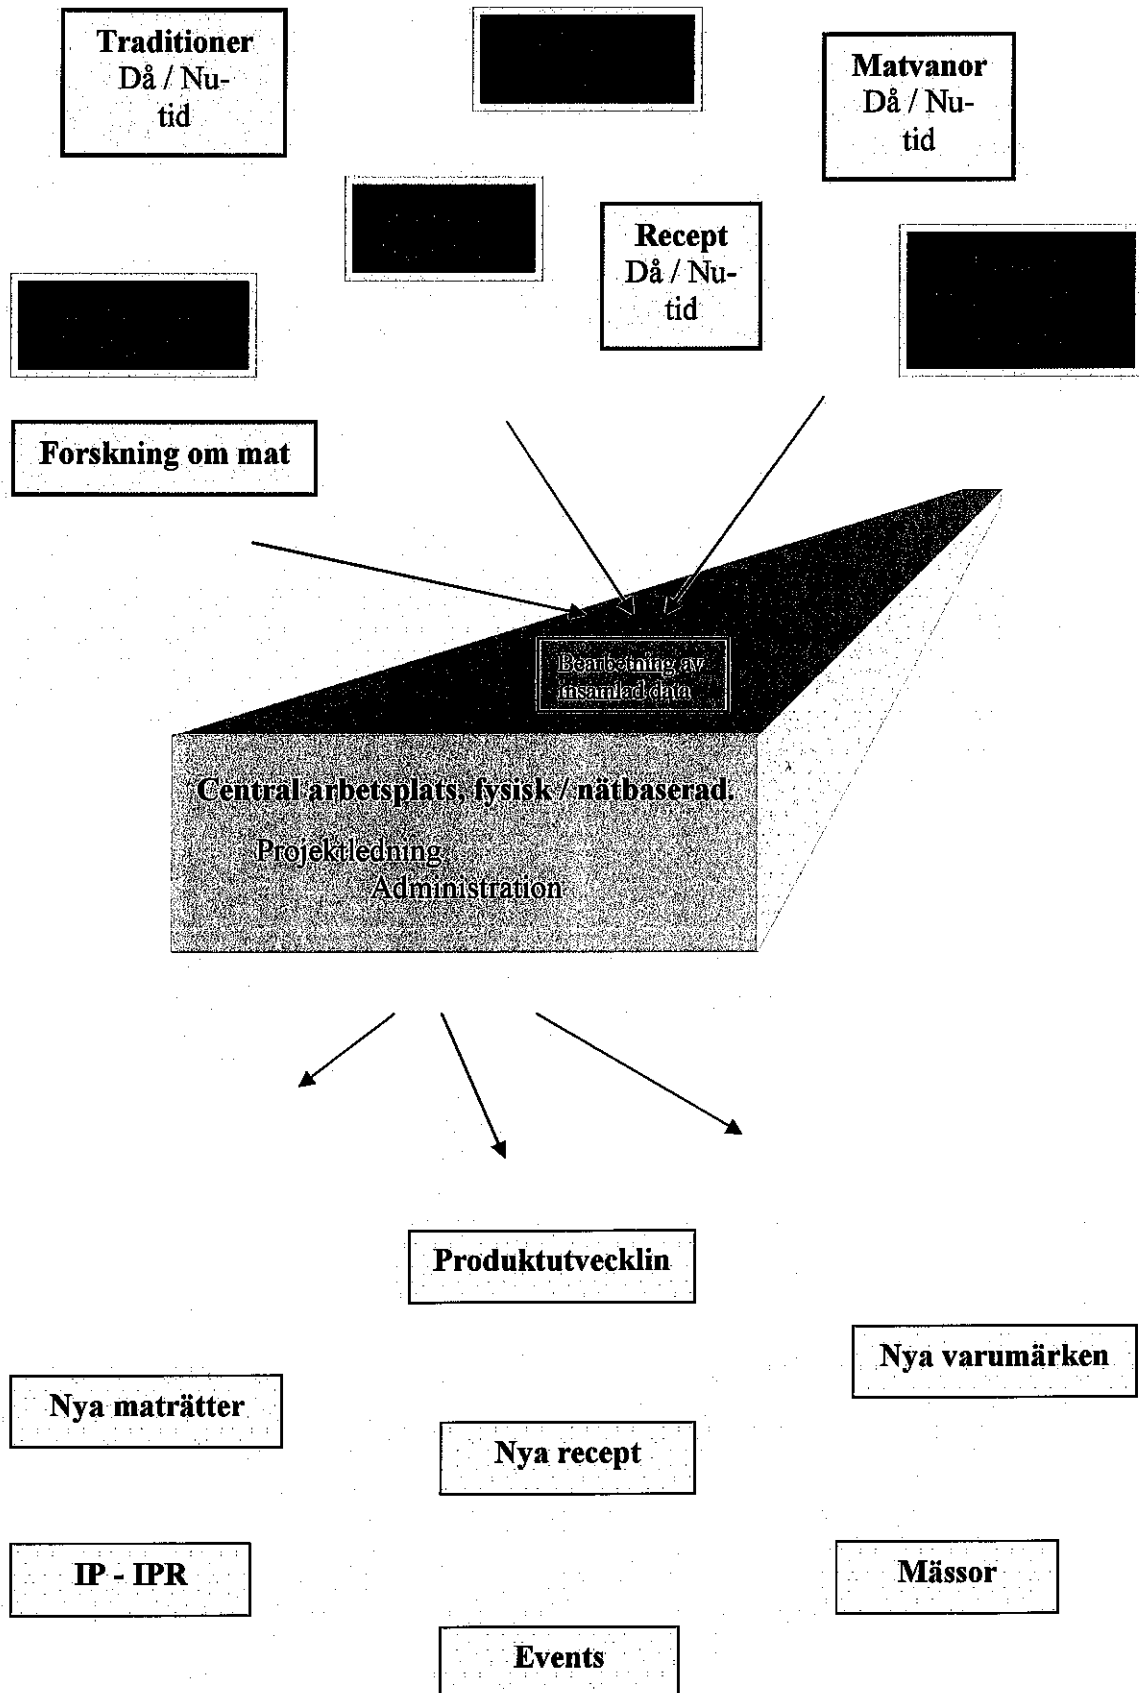 Traditioner
Då / Nu-
tid
Matvanor
Då / Nu-
tid
Recept
Då / Nu-
tid
Forskning om mat
Bearbetning av
insamlad data
Central arbetsplats, fysisk / nätbaserad.
Projektledning
Administration
Produktutvecklin
Nya varumärken
Nya maträtter
Nya recept
IP - IPR
Mässor
Events